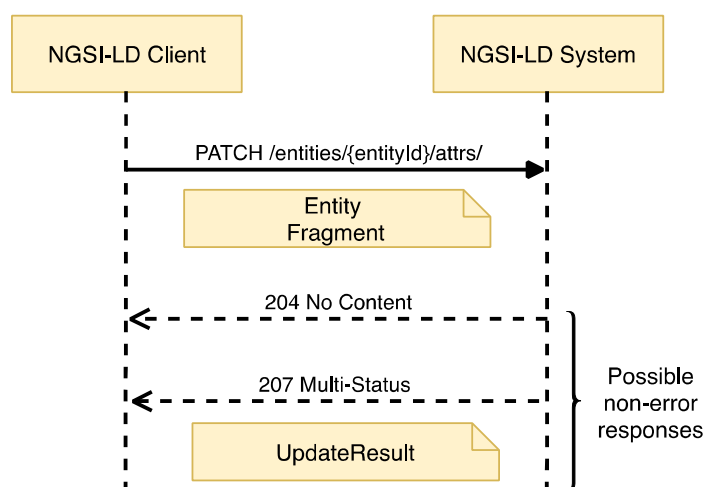 NGSI-LD Client
NGSI-LD System
PATCH /entities/{entityId}/attrs/
Entity
Fragment
204 No Content
207 Multi-Status
Possible
non-error
responses
UpdateResult